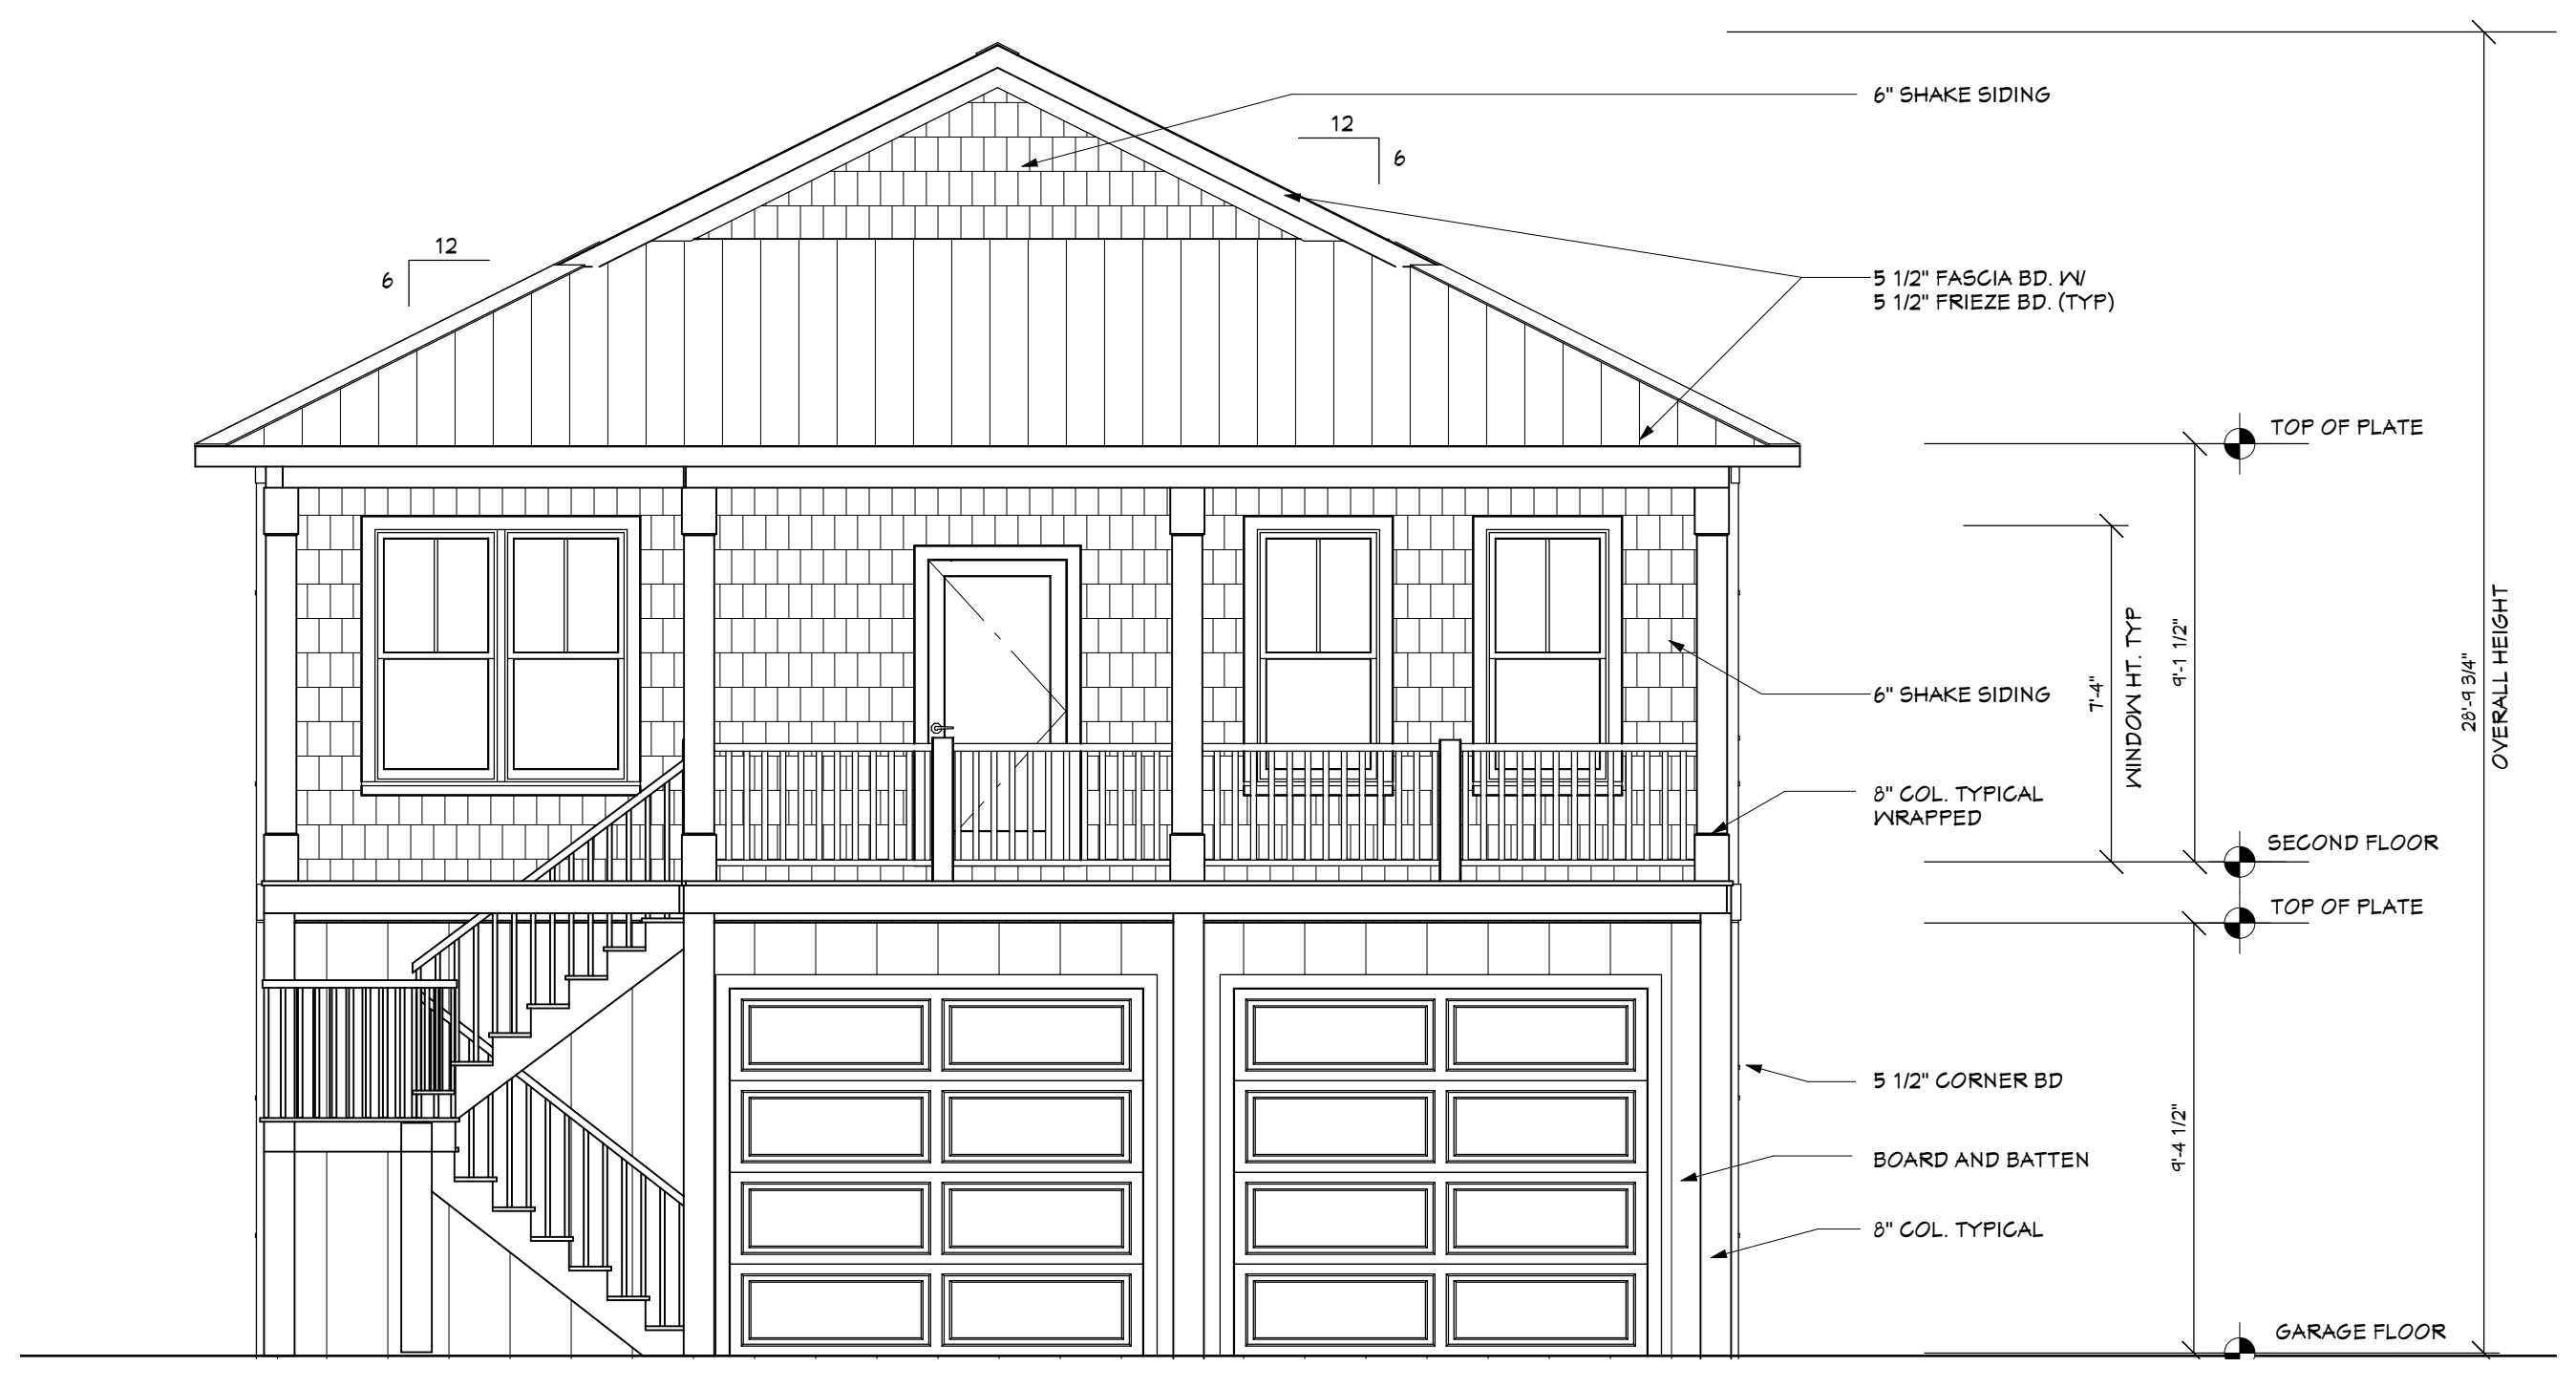 6" SHAKE SIDING
12
6
12
6
5 1/2" FASCIA BD. W/
5 1/2" FRIEZE BD. (TYP)
TOP OF PLATE
6" SHAKE SIDING
7'-4"
WINDOW HT. TYP
9'-1 1/2"
28'-9 3/4"
OVERALL HEIGHT
8" COL. TYPICAL
WRAPPED
SECOND FLOOR
TOP OF PLATE
5 1/2" CORNER BD
9'-4 1/2"
BOARD AND BATTEN
8" COL. TYPICAL
GARAGE FLOOR